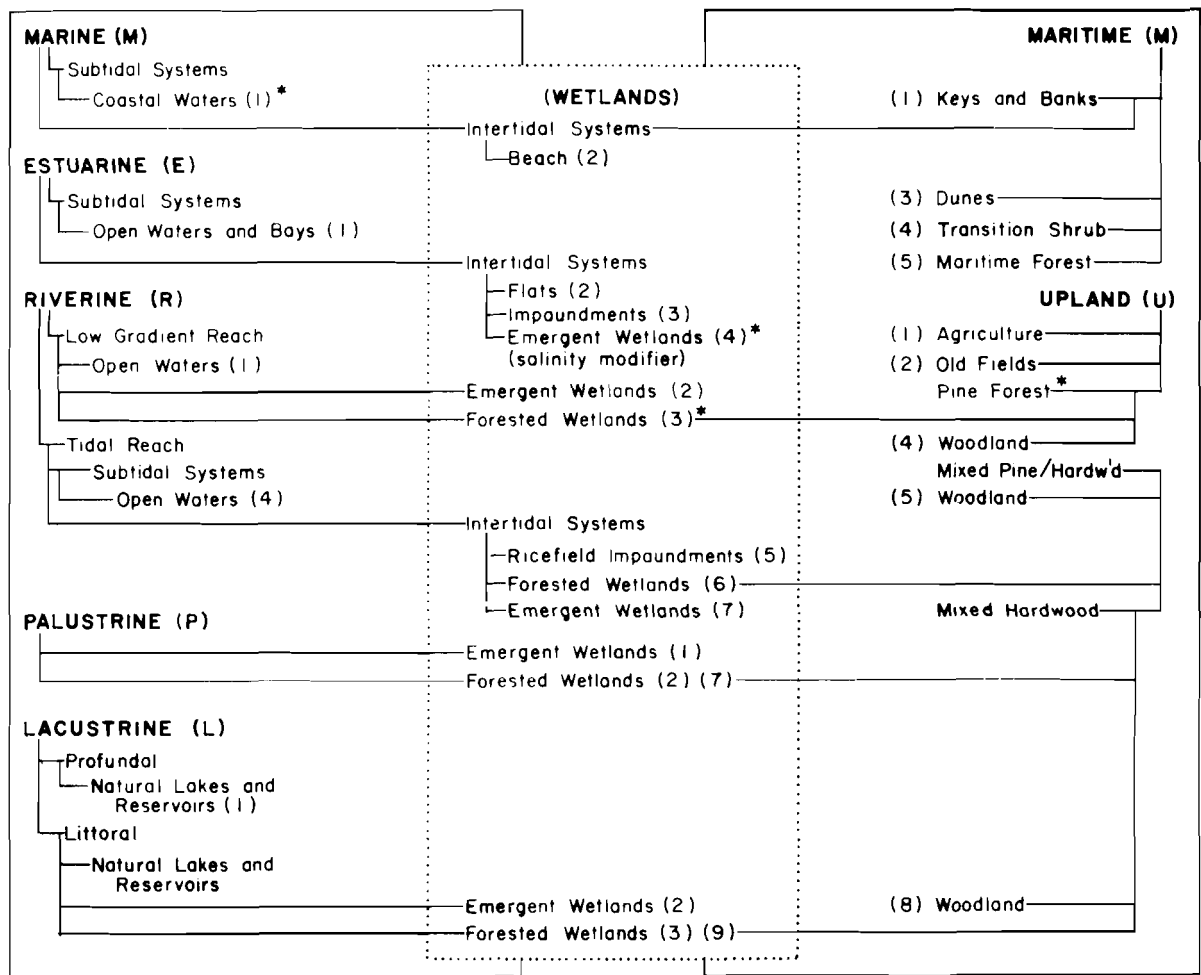 MARINE (M)
Subtidal Systems
Coastal Waters (1)*
ESTUARINE (E)
Subtidal Systems
Open Waters and Bays (1)
RIVERINE (R)
Low Gradient Reach
Open Waters (1)
Tidal Reach
Subtidal Systems
Open Waters (4)
PALUSTRINE (P)
LACUSTRINE (L)
Profundal
Natural Lakes and
Reservoirs (1)
Littoral
Natural Lakes and
Reservoirs
(WETLANDS)
Intertidal Systems
Beach (2)
Intertidal Systems
Flats (2)
Impoundments (3)
Emergent Wetlands (4)*
(salinity modifier)
Emergent Wetlands (2)
Forested Wetlands (3)*
Intertidal Systems
Ricefield Impoundments (5)
Forested Wetlands (6)
Emergent Wetlands (7)
Emergent Wetlands (1)
Forested Wetlands (2) (7)
Emergent Wetlands (2)
Forested Wetlands (3) (9)
MARITIME (M)
(1) Keys and Banks
(3) Dunes
(4) Transition Shrub
(5) Maritime Forest
UPLAND (U)
(1) Agriculture
(2) Old Fields
Pine Forest*
(4) Woodland
Mixed Pine/Hardw'd
(5) Woodland
Mixed Hardwood
(8) Woodland